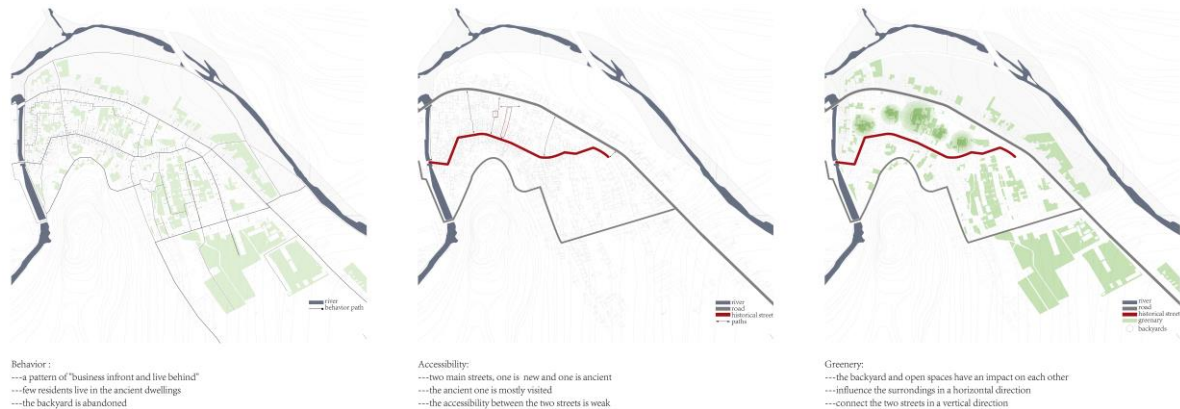 river
behavior path
river
road
historical street
paths
river
road
historical street
greenery
backyards
Behavior :
---a pattern of "business infront and live behind"
---few residents live in the ancient dwellings
---the backyard is abandoned
Accessibility:
---two main streets, one is new and one is ancient
---the ancient one is mostly visited
---the accessibility between the two streets is weak
Greenery:
---the backyard and open spaces have an impact on each other
---influence the surrondings in a horizontal direction
---connect the two streets in a vertical direction